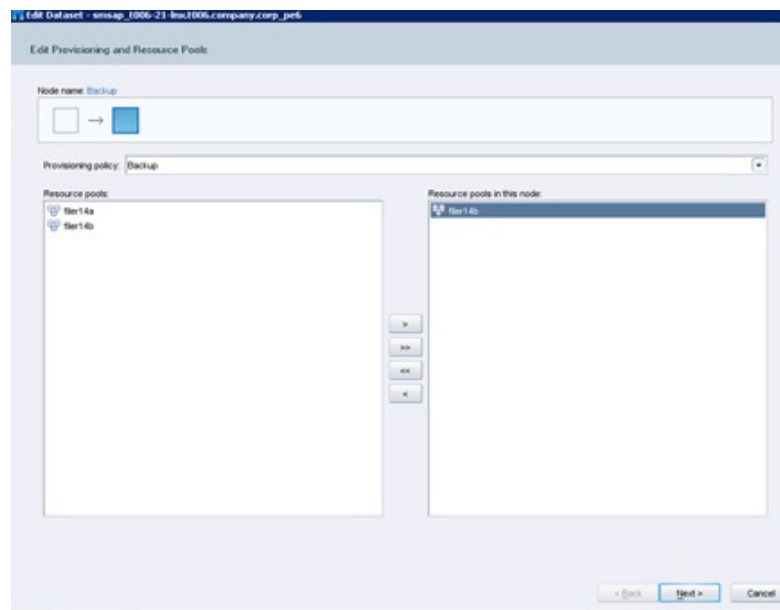 Edit Dataset - smsap_t006-21-lnx.t006.company.corp_pe6
Edit Provisioning and Resource Pools
Node name: Backup
Provisioning policy: Backup
Resource pools:
filer14a
filer14b
Resource pools in this node:
filer14b
>
>>
<<
<
< Back
Next >
Cancel